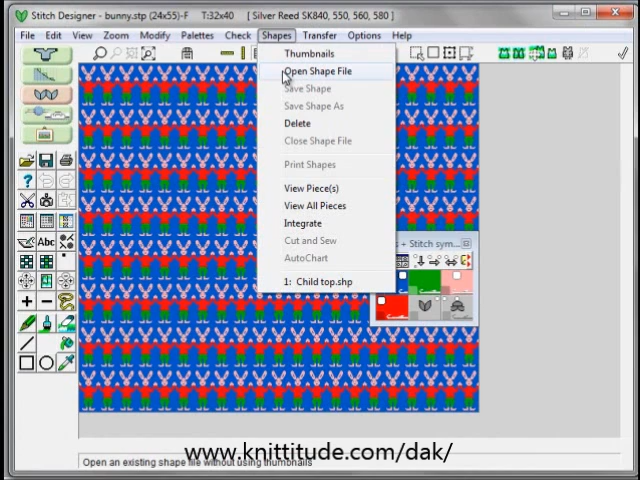 Stitch Designer - bunny.stp (24x55)-F T:32x40 [ Silver Reed SK840, 550, 560, 580 ]
File Edit View Zoom Modify Palettes Check Shapes Transfer Options Help
Thumbnails
Open Shape File
Save Shape
Save Shape As
Delete
Close Shape File
Print Shapes
View Piece(s)
View All Pieces
Integrate
Cut and Sew
AutoChart
1: Child top.shp
s + Stitch sym...
Abc
www.knittitude.com/dak/
Open an existing shape file without using thumbnails